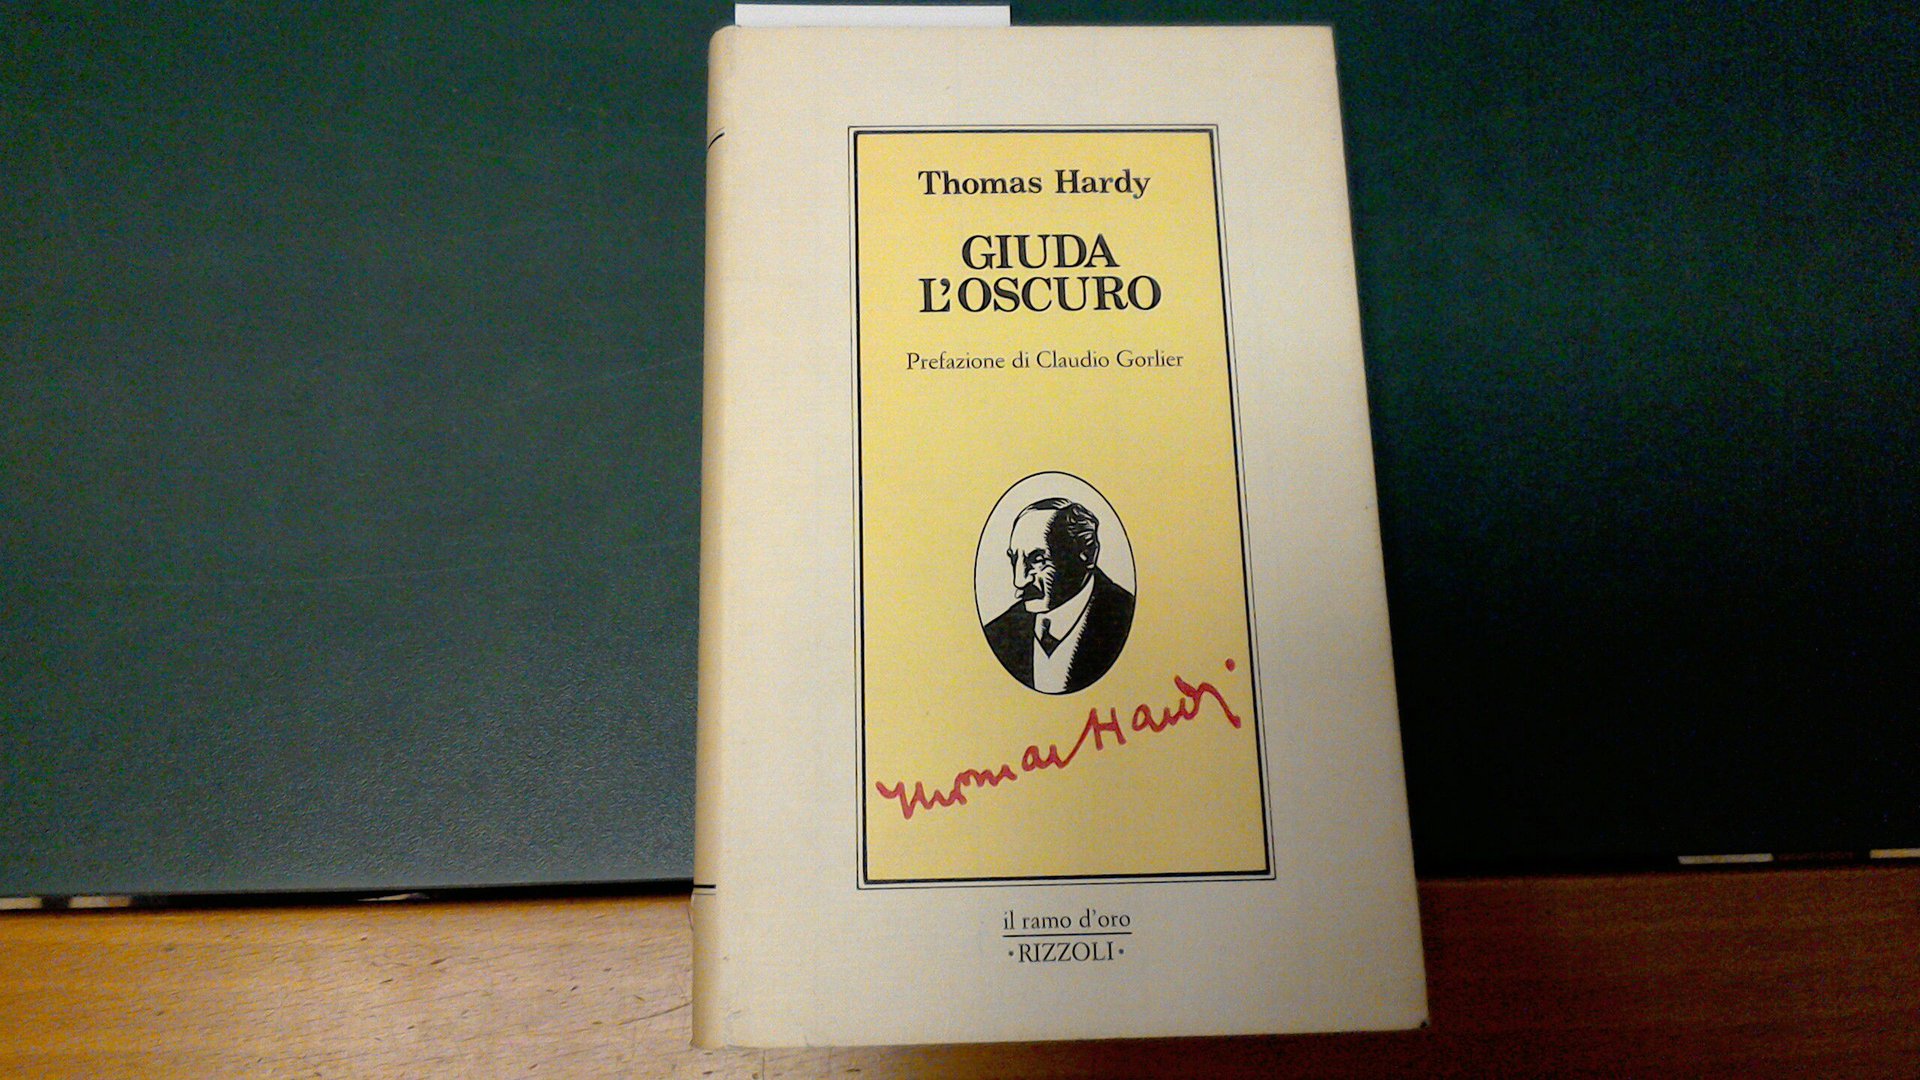 Thomas Hardy
GIUDA
L'OSCURO
Prefazione di Claudio Gorlier
Thomas Hardy
il ramo d'oro
·RIZZOLI·